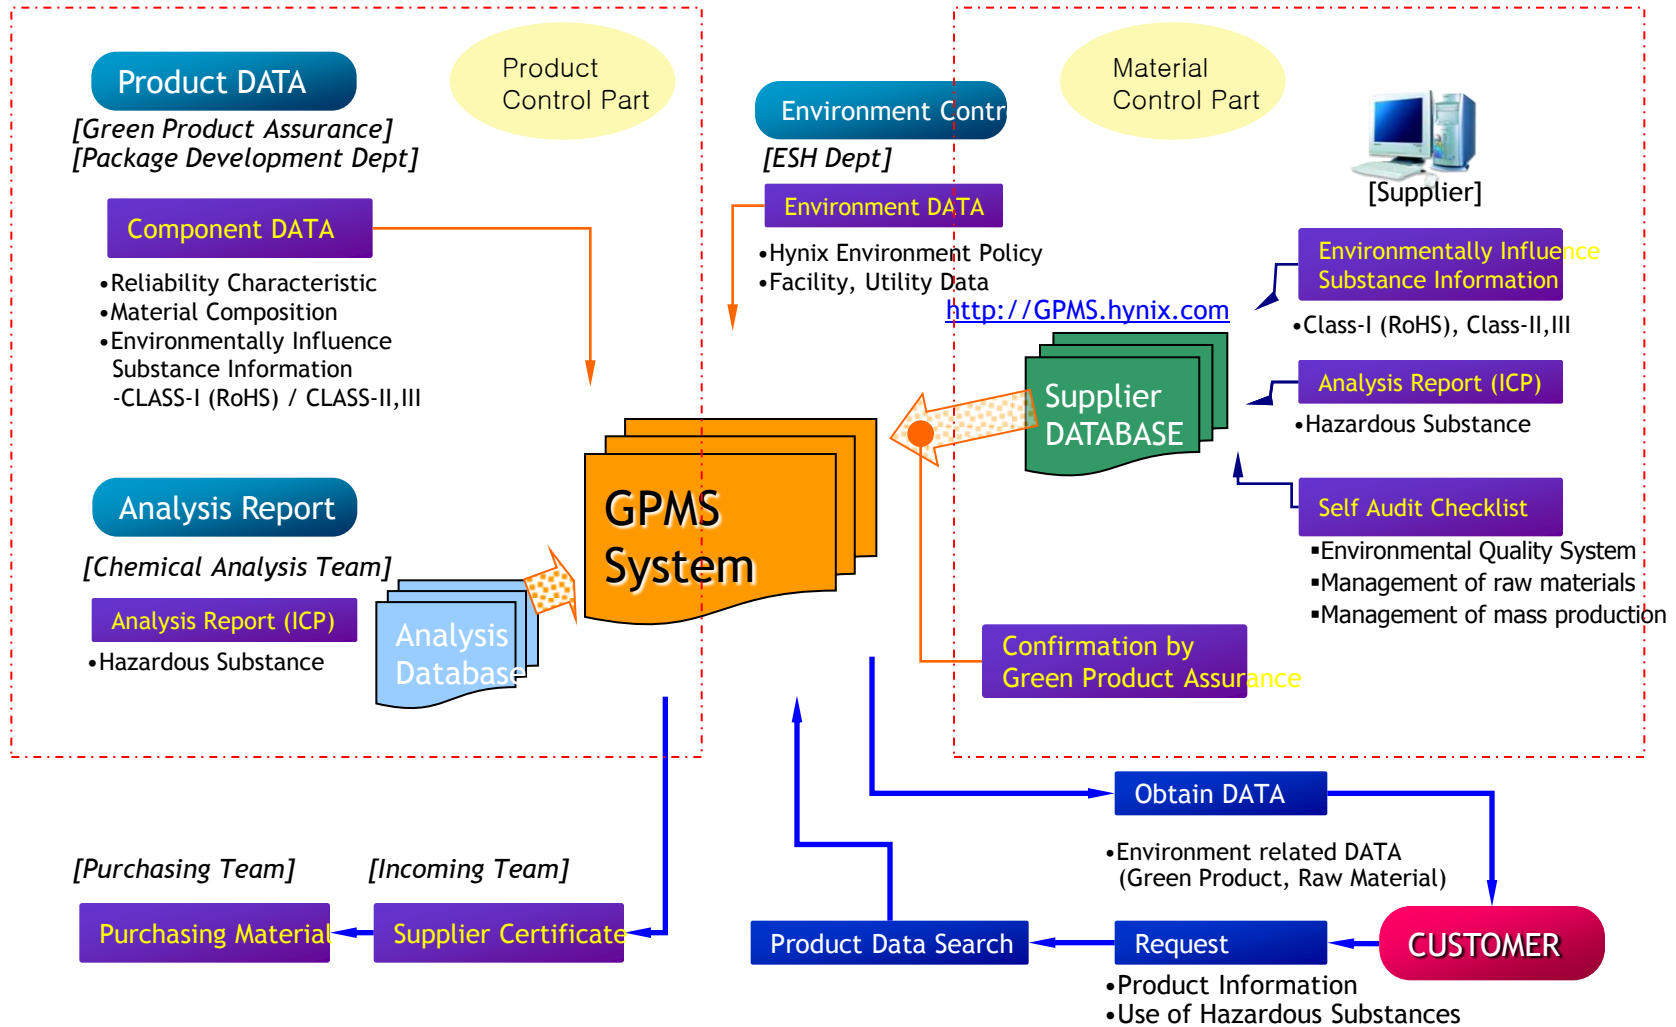 Product DATA
[Green Product Assurance]
[Package Development Dept]
Product
Control Part
Component DATA
•Reliability Characteristic
•Material Composition
•Environmentally Influence
Substance Information
-CLASS-I (RoHS) / CLASS-II,III
Analysis Report
[Chemical Analysis Team]
Analysis Report (ICP)
•Hazardous Substance
Analysis
Database
GPMS
System
Environment Contr
[ESH Dept]
Environment DATA
•Hynix Environment Policy
•Facility, Utility Data
http://GPMS.hynix.com
Supplier
DATABASE
Material
Control Part
[Supplier]
Environmentally Influence
Substance Information
•Class-I (RoHS), Class-II,III
Analysis Report (ICP)
•Hazardous Substance
Self Audit Checklist
▪Environmental Quality System
▪Management of raw materials
▪Management of mass production
Confirmation by
Green Product Assurance
Obtain DATA
•Environment related DATA
(Green Product, Raw Material)
[Purchasing Team]
[Incoming Team]
Purchasing Material
Supplier Certificate
Product Data Search
Request
CUSTOMER
•Product Information
•Use of Hazardous Substances